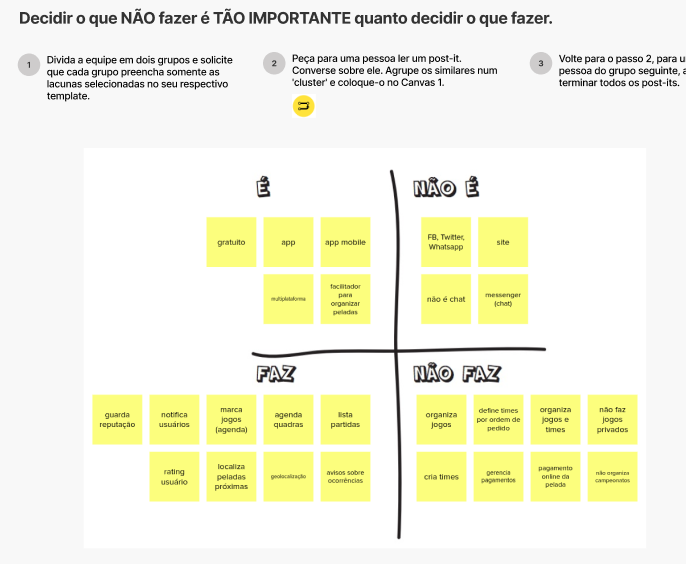 Decidir o que NÃO fazer é TÃO IMPORTANTE quanto decidir o que fazer.
1
Divida a equipe em dois grupos e solicite
que cada grupo preencha somente as
lacunas selecionadas no seu respectivo
template.
2
Peça para uma pessoa ler um post-it.
Converse sobre ele. Agrupe os similares num
'cluster' e coloque-o no Canvas 1.
3
Volte para o passo 2, para u
pessoa do grupo seguinte, a
terminar todos os post-its.
É
gratuito
app
app mobile
multiplataforma
facilitador
para
organizar
peladas
NÃO É
FB, Twitter,
Whatsapp
site
não é chat
messenger
(chat)
FAZ
guarda
reputação
notifica
usuários
marca
jogos
(agenda)
agenda
quadras
lista
partidas
rating
usuário
localiza
peladas
próximas
geolocalização
avisos sobre
ocorrências
NÃO FAZ
organiza
jogos
define times
por ordem de
pedido
organiza
jogos e
times
não faz
jogos
privados
cria times
gerencia
pagamentos
pagamento
online da
pelada
não organiza
campeonatos